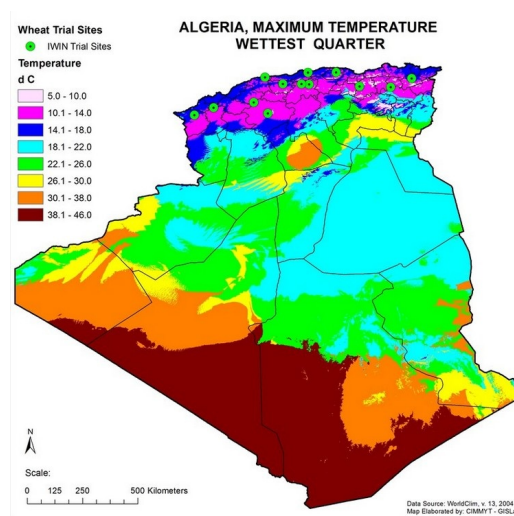 ALGERIA, MAXIMUM TEMPERATURE
WETTEST QUARTER
Wheat Trial Sites
IWIN Trial Sites
Temperature
d C
5.0 - 10.0
10.1 - 14.0
14.1 - 18.0
18.1 - 22.0
22.1 - 26.0
26.1 - 30.0
30.1 - 38.0
38.1 - 46.0
N
Scale:
0 125 250 500 Kilometers
Data Source: WorldClim, v. 13, 2004
Map Elaborated by: CIMMYT - GISLA